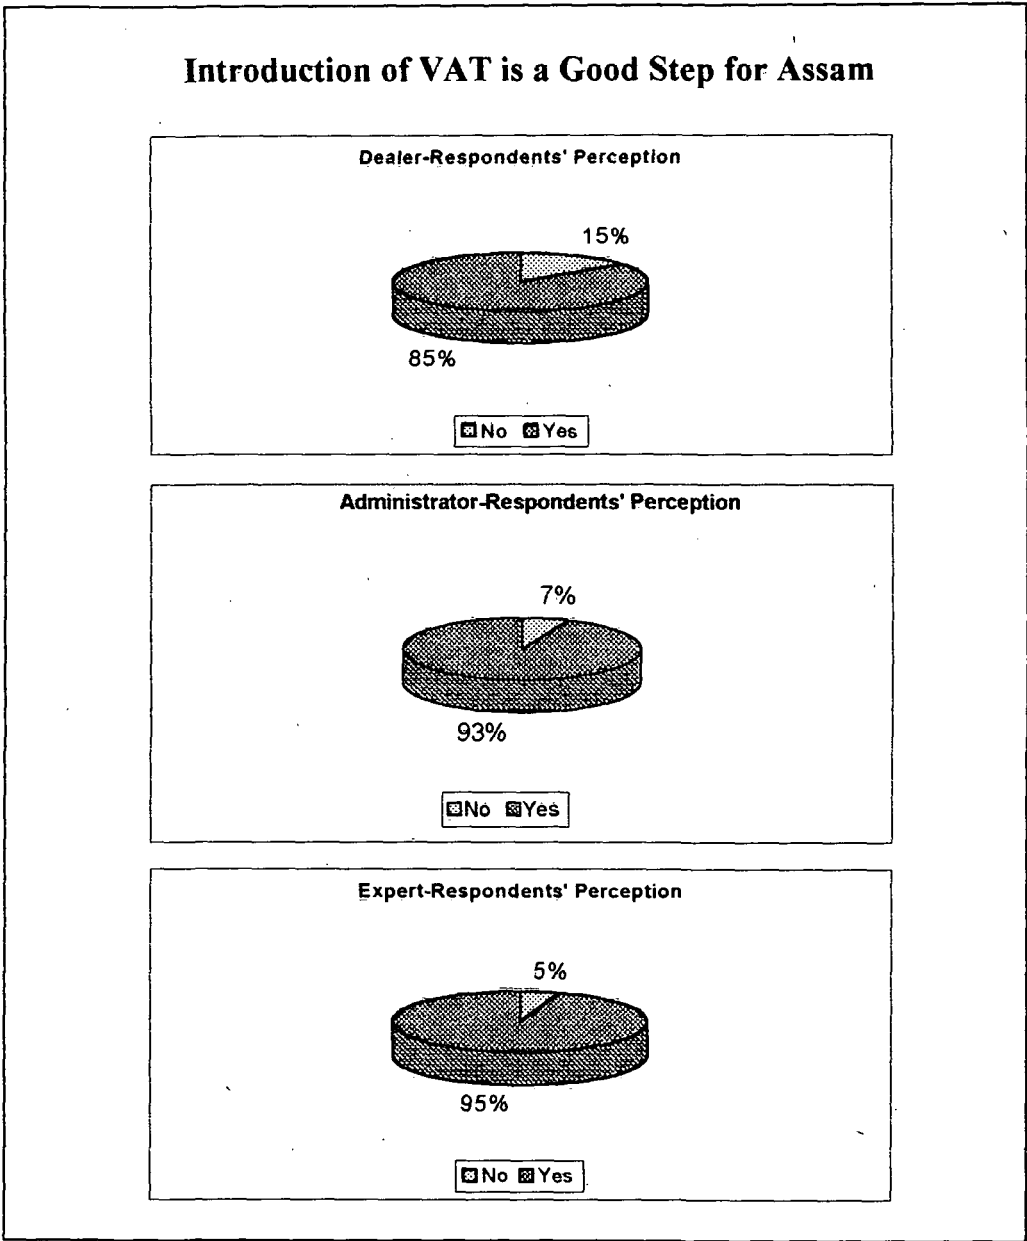 Introduction of VAT is a Good Step for Assam
Dealer-Respondents' Perception
15%
85%
No Yes
Administrator-Respondents' Perception
7%
93%
No Yes
Expert-Respondents' Perception
5%
95%
No Yes